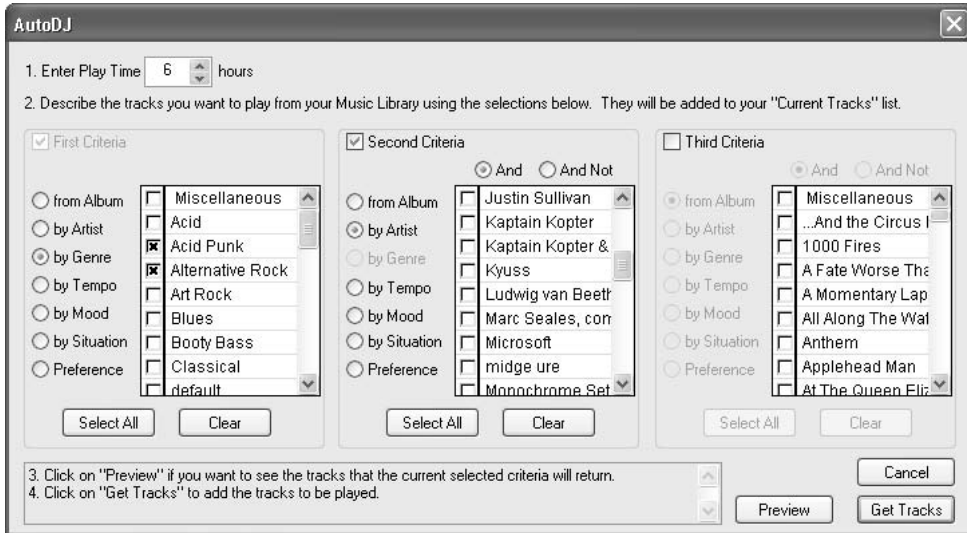 AutoDJ
1. Enter Play Time 6 hours
2. Describe the tracks you want to play from your Music Library using the selections below. They will be added to your "Current Tracks" list.
First Criteria
from Album
by Artist
by Genre
by Tempo
by Mood
by Situation
Preference
Miscellaneous
Acid
Acid Punk
Alternative Rock
Art Rock
Blues
Booty Bass
Classical
default
Select All
Clear
Second Criteria
And
And Not
from Album
by Artist
by Genre
by Tempo
by Mood
by Situation
Preference
Justin Sullivan
Kaptain Kopter
Kaptain Kopter &
Kyuss
Ludwig van Beeth
Marc Seales, com
Microsoft
midge ure
Monochrome Set
Select All
Clear
Third Criteria
And
And Not
from Album
by Artist
by Genre
by Tempo
by Mood
by Situation
Preference
Miscellaneous
...And the Circus
1000 Fires
A Fate Worse Tha
A Momentary Lap
All Along The Wat
Anthem
Applehead Man
At The Queen Eliz
Select All
Clear
3. Click on "Preview" if you want to see the tracks that the current selected criteria will return.
4. Click on "Get Tracks" to add the tracks to be played.
Cancel
Preview
Get Tracks